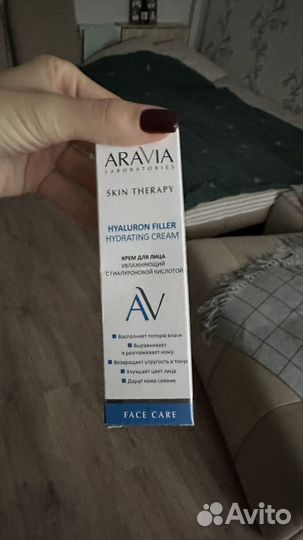 ARAVIA
LABORATORIES
SKIN THERAPY
HYALURON FILLER
HYDRATING CREAM
КРЕМ ДЛЯ ЛИЦА
УВЛАЖНЯЮЩИЙ
С ГИАЛУРОНОВОЙ КИСЛОТОЙ
AV
Восполняет потерю влаги
Выравнивает
и разглаживает кожу
Возвращает упругость и тонус
Улучшает цвет лица
Дарит коже сияние
FACE CARE
Avito